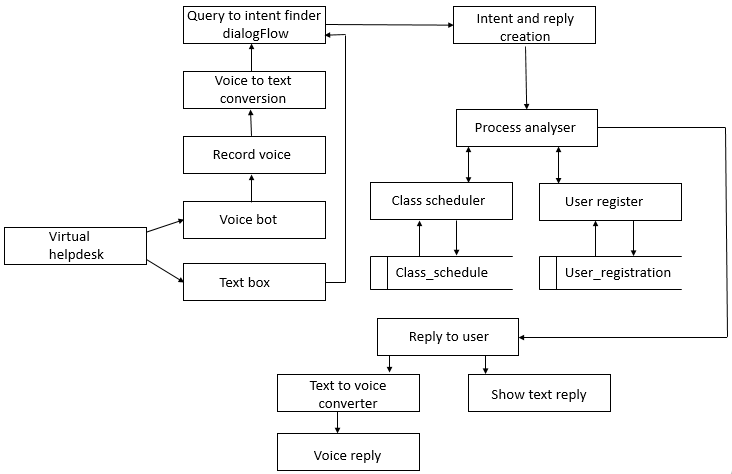 Query to intent finder
dialogFlow
Intent and reply
creation
Voice to text
conversion
Process analyser
Record voice
Class scheduler
User register
Voice bot
Virtual
helpdesk
Text box
Class_schedule
User_registration
Reply to user
Text to voice
converter
Show text reply
Voice reply